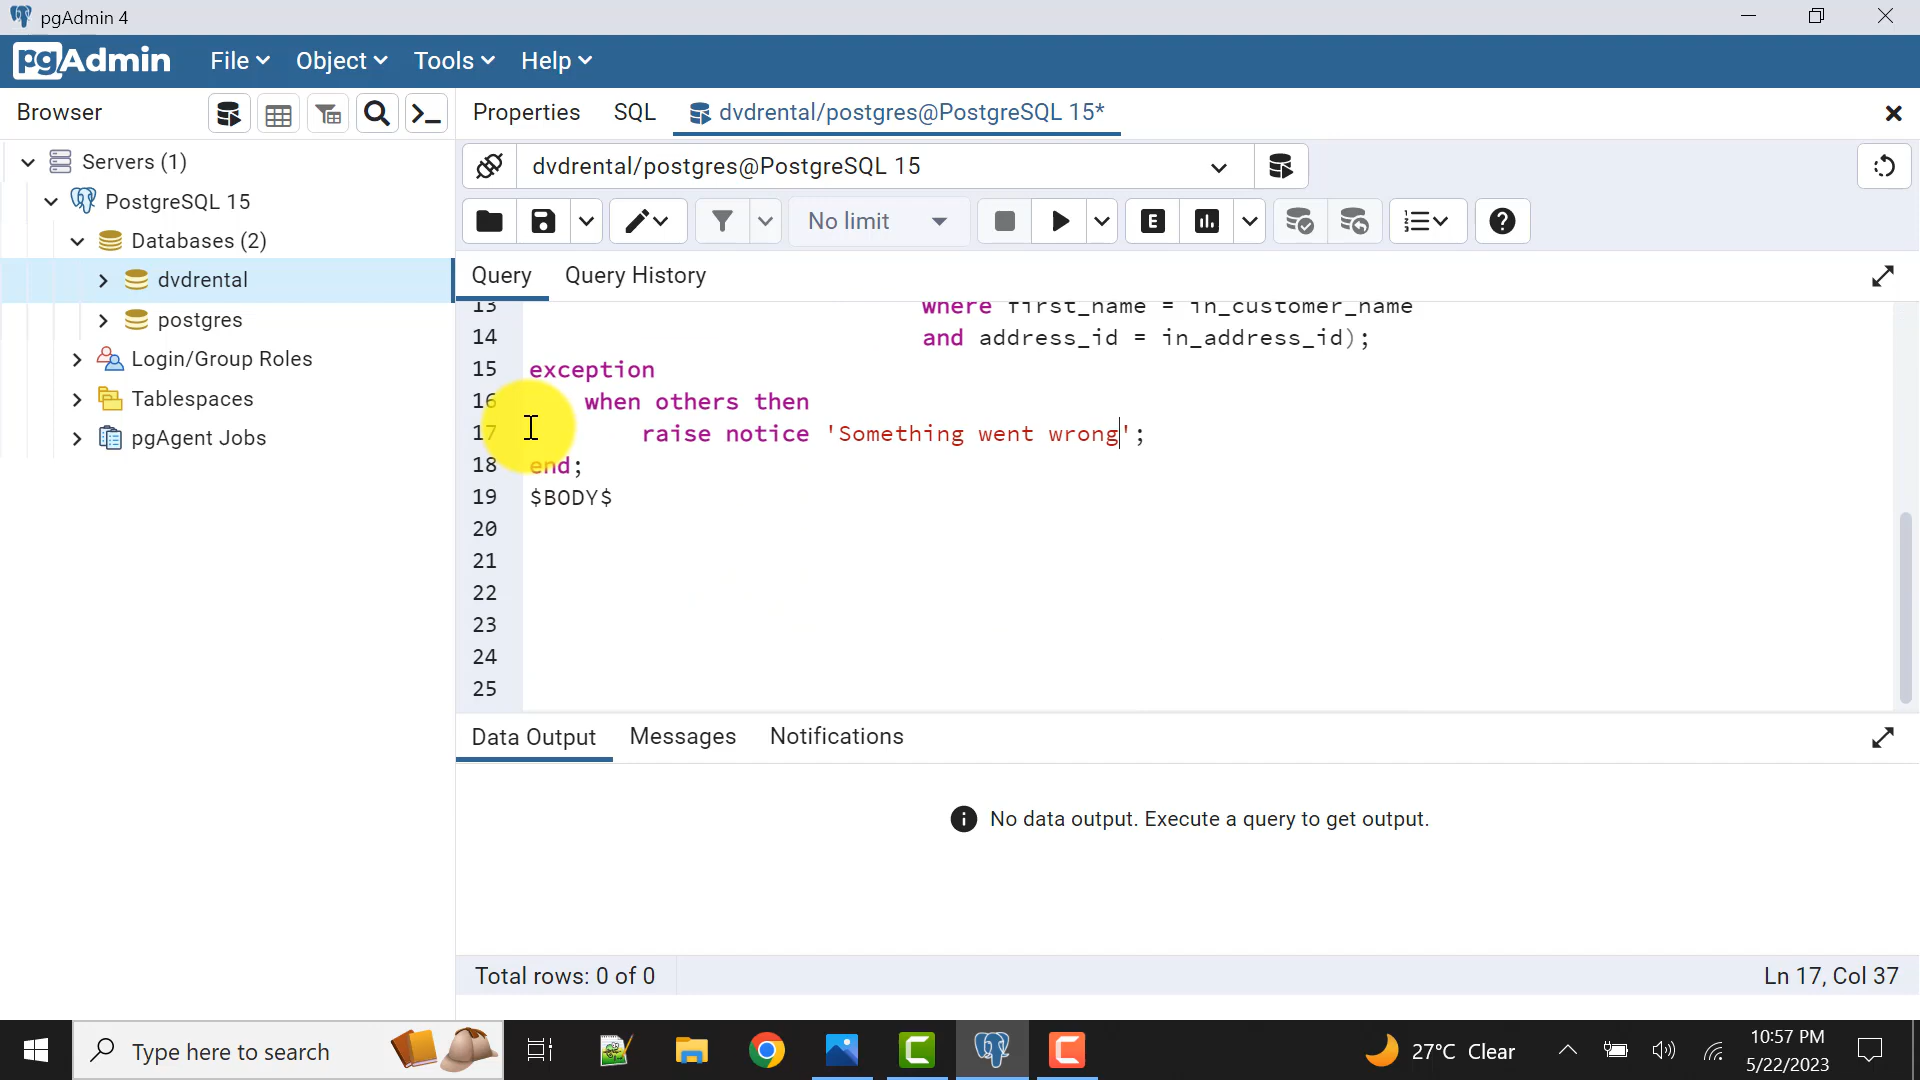 pgAdmin 4
pgAdmin File Object Tools Help
Browser
Properties SQL dvdrental/postgres@PostgreSQL 15*
Servers (1)
PostgreSQL 15
Databases (2)
dvdrental
postgres
Login/Group Roles
Tablespaces
pgAgent Jobs
dvdrental/postgres@PostgreSQL 15
No limit
E
Query Query History
13 where first_name = in_customer_name
14 and address_id = in_address_id);
15 exception
16 when others then
17 raise notice 'Something went wrong';
18 end;
19 $BODY$
20
21
22
23
24
25
Data Output Messages Notifications
No data output. Execute a query to get output.
Total rows: 0 of 0
Ln 17, Col 37
Type here to search
27°C Clear
10:57 PM
5/22/2023